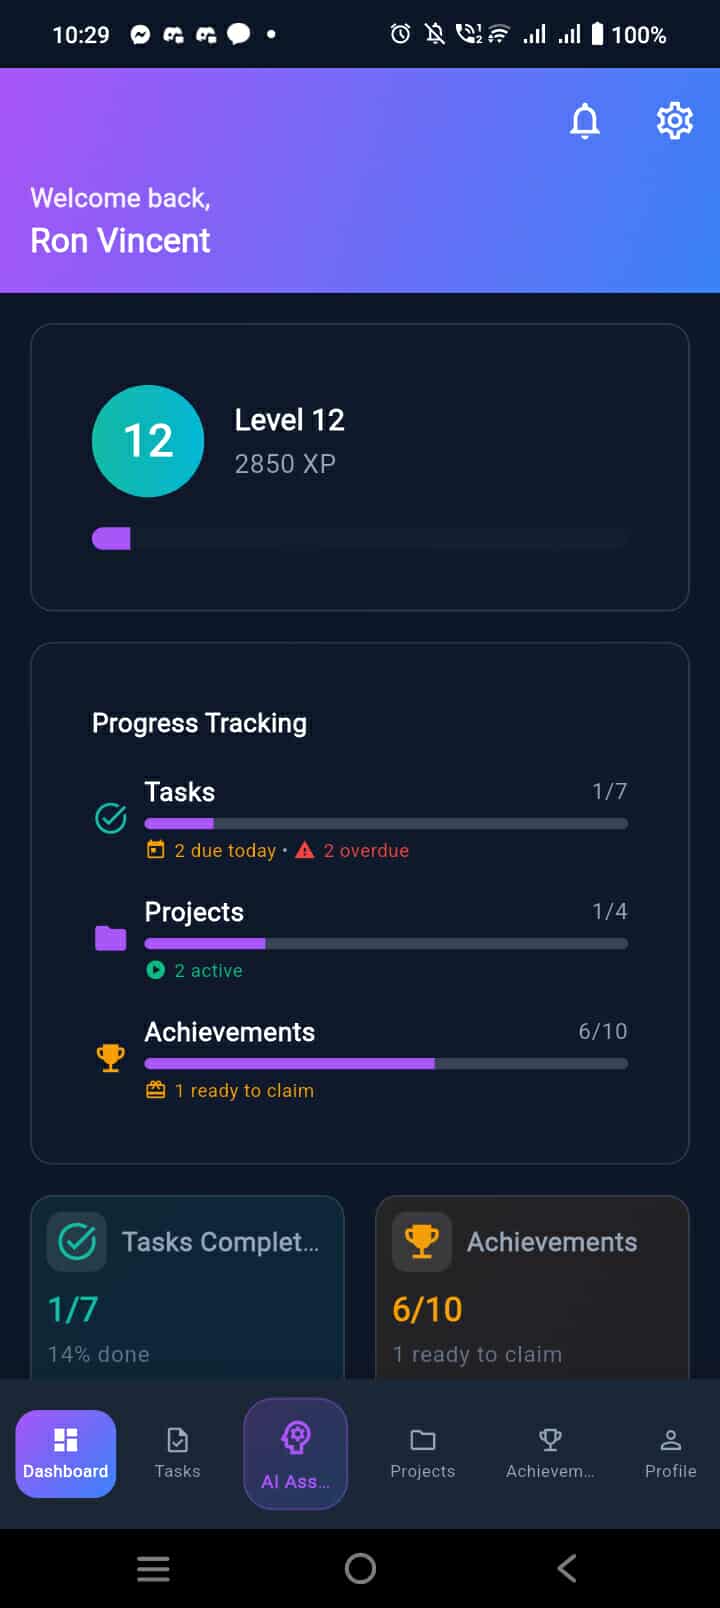 10:29
2
100%
Welcome back,
Ron Vincent
12
Level 12
2850 XP
Progress Tracking
Tasks
1/7
2 due today • 2 overdue
Projects
1/4
2 active
Achievements
6/10
1 ready to claim
Tasks Complet...
Achievements
1/7
6/10
14% done
1 ready to claim
Dashboard
Tasks
AI Ass...
Projects
Achievem...
Profile